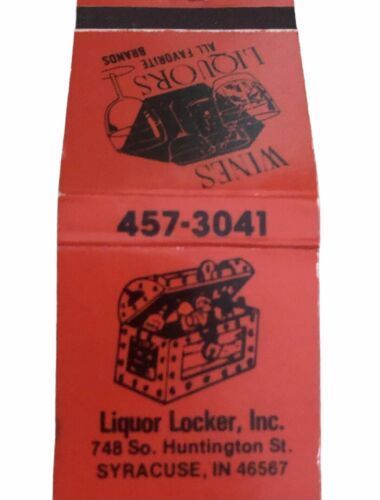 WINES
LIQUORS
ALL FAVORITE
BRANDS
457-3041
Liquor Locker, Inc.
748 So. Huntington St.
SYRACUSE, IN 46567